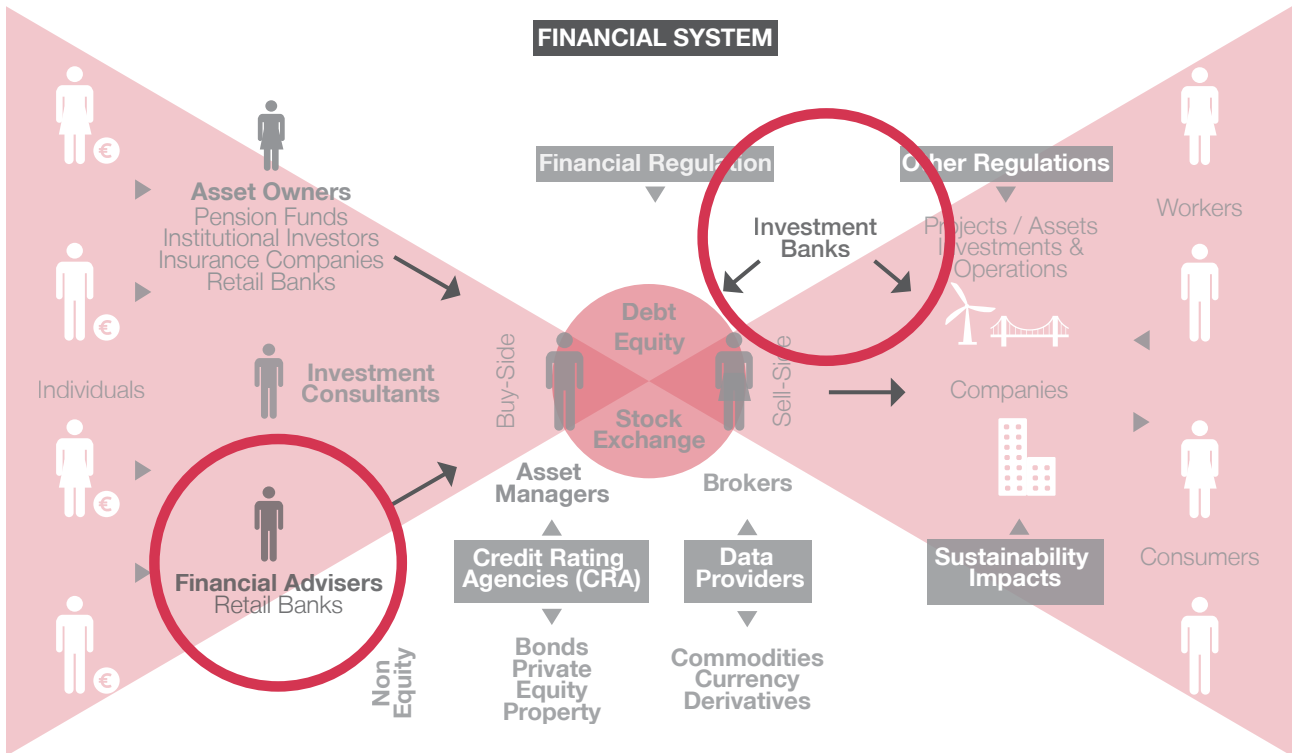 FINANCIAL SYSTEM
Financial Regulation
Other Regulations
Asset Owners
Pension Funds
Institutional Investors
Insurance Companies
Retail Banks
Investment
Banks
Projects / Assets
Investments &
Operations
Workers
Individuals
€
€
€
€
Investment
Consultants
Buy-Side
Debt
Equity
Stock
Exchange
Sell-Side
Companies
Asset
Managers
Brokers
Financial Advisers
Retail Banks
Credit Rating
Agencies (CRA)
Data
Providers
Sustainability
Impacts
Consumers
Non
Equity
Bonds
Private
Equity
Property
Commodities
Currency
Derivatives